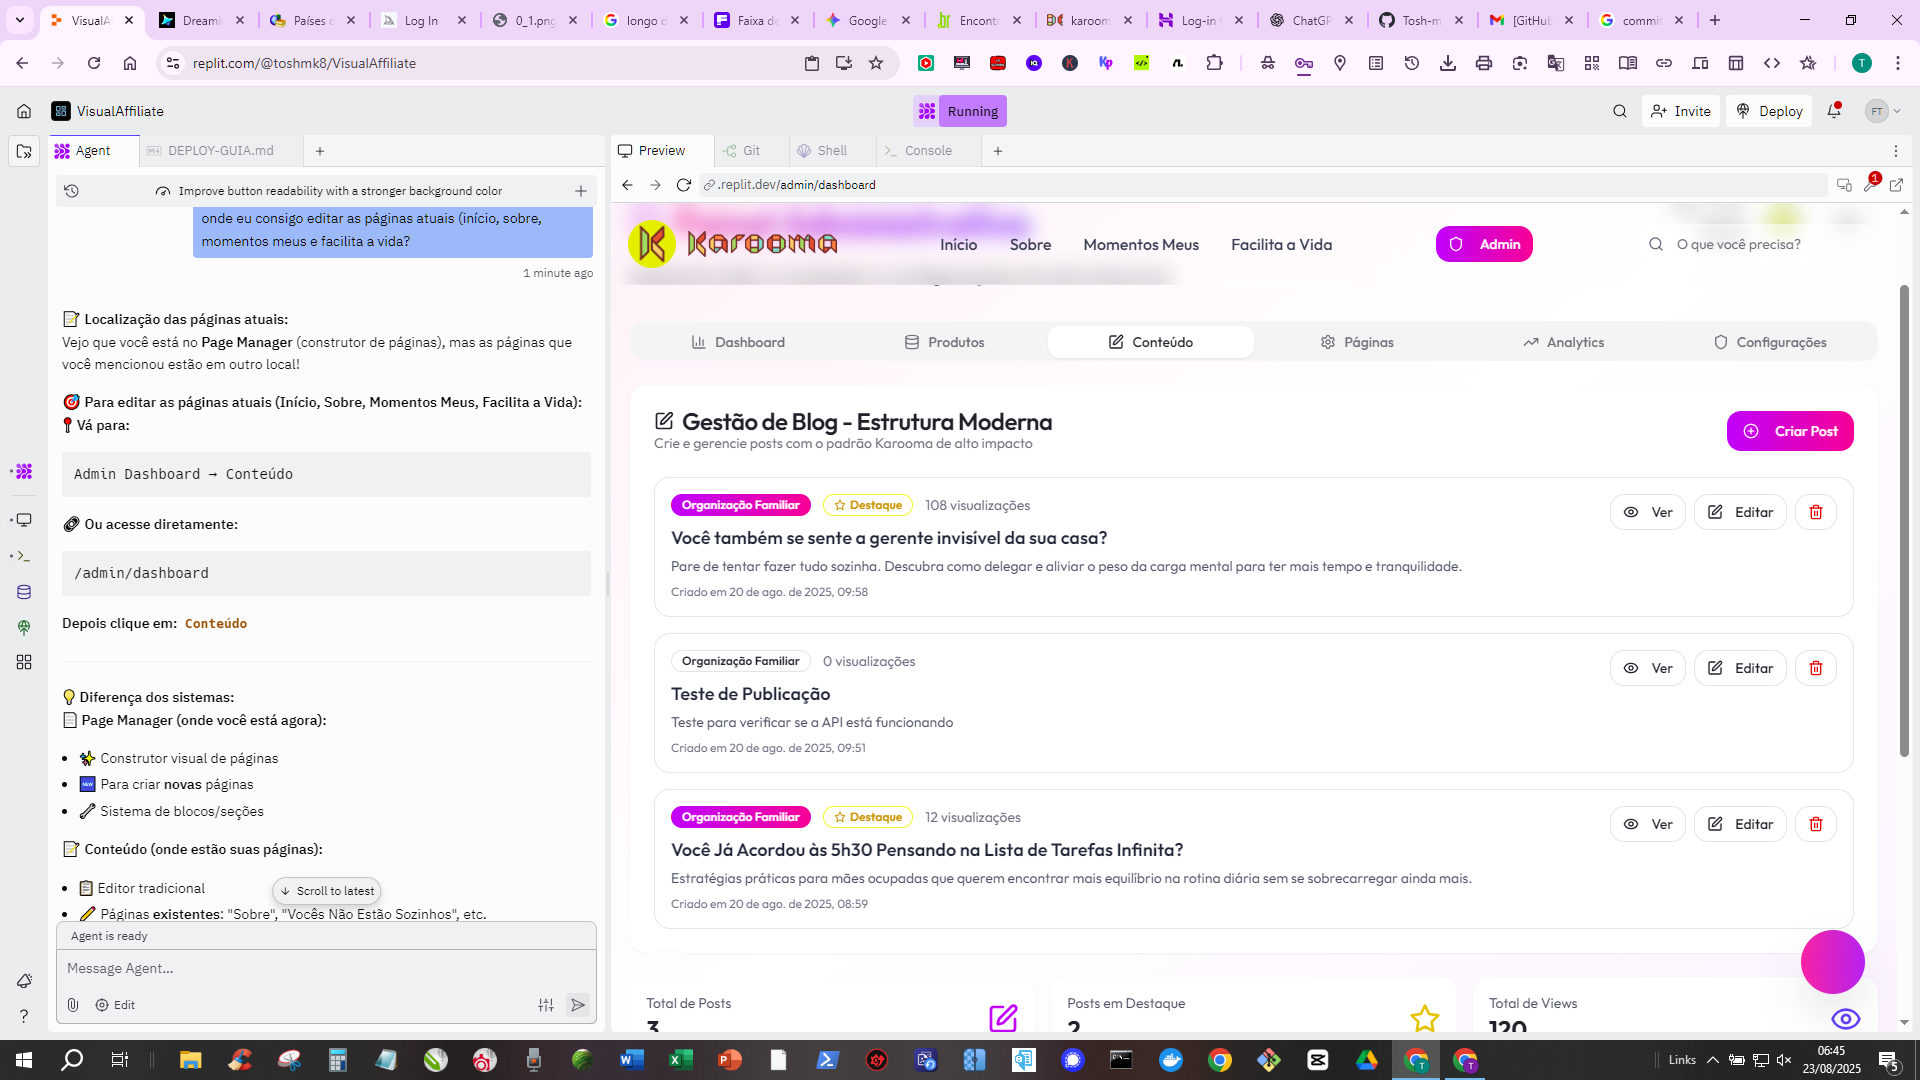 VisualA
Dreami
Países c
Log In
0_1.png
longo d
Faixa de
Google
Encont
karoom
Log-in
ChatGP
Tosh-m
[GitHub
commit
replit.com/@toshmk8/VisualAffiliate
T
VisualAffiliate
Running
Invite
Deploy
FT
Agent
DEPLOY-GUIA.md
Improve button readability with a stronger background color
onde eu consigo editar as páginas atuais (início, sobre,
momentos meus e facilita a vida?
1 minute ago
Localização das páginas atuais:
Vejo que você está no Page Manager (construtor de páginas), mas as páginas que
você mencionou estão em outro local!
Para editar as páginas atuais (Início, Sobre, Momentos Meus, Facilita a Vida):
Vá para:
Admin Dashboard → Conteúdo
Ou acesse diretamente:
/admin/dashboard
Depois clique em: Conteúdo
Diferença dos sistemas:
Page Manager (onde você está agora):
Construtor visual de páginas
Para criar novas páginas
Sistema de blocos/seções
Conteúdo (onde estão suas páginas):
Editor tradicional
Páginas existentes: "Sobre", "Vocês Não Estão Sozinhos", etc.
Scroll to latest
Agent is ready
Message Agent...
Edit
Preview
Git
Shell
Console
.replit.dev/admin/dashboard
1
Karooma
Início
Sobre
Momentos Meus
Facilita a Vida
Admin
O que você precisa?
Dashboard
Produtos
Conteúdo
Páginas
Analytics
Configurações
Gestão de Blog - Estrutura Moderna
Crie e gerencie posts com o padrão Karooma de alto impacto
Criar Post
Organização Familiar
Destaque
108 visualizações
Você também se sente a gerente invisível da sua casa?
Pare de tentar fazer tudo sozinha. Descubra como delegar e aliviar o peso da carga mental para ter mais tempo e tranquilidade.
Criado em 20 de ago. de 2025, 09:58
Ver
Editar
Organização Familiar
0 visualizações
Teste de Publicação
Teste para verificar se a API está funcionando
Criado em 20 de ago. de 2025, 09:51
Ver
Editar
Organização Familiar
Destaque
12 visualizações
Você Já Acordou às 5h30 Pensando na Lista de Tarefas Infinita?
Estratégias práticas para mães ocupadas que querem encontrar mais equilíbrio na rotina diária sem se sobrecarregar ainda mais.
Criado em 20 de ago. de 2025, 08:59
Ver
Editar
Total de Posts
3
Posts em Destaque
2
Total de Views
120
Links
06:45
23/08/2025
5